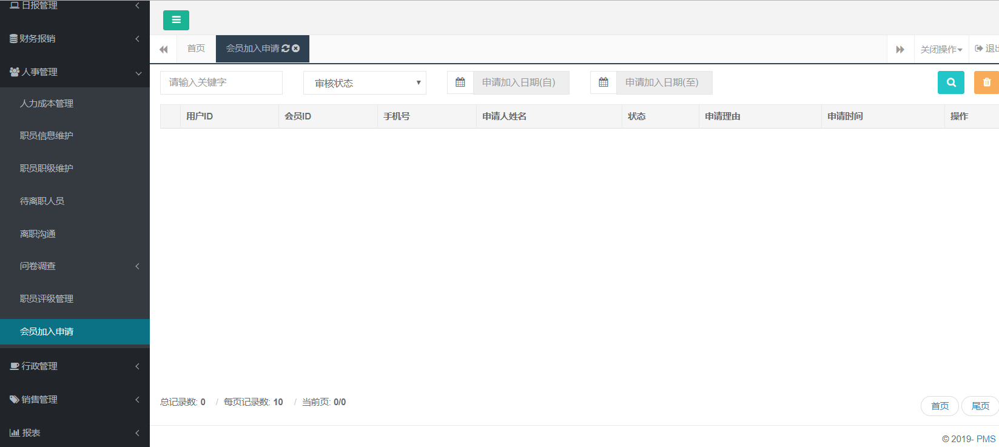 日报管理
财务报销
人事管理
人力成本管理
职员信息维护
职员职级维护
待离职人员
离职沟通
问卷调查
职员评级管理
会员加入申请
行政管理
销售管理
报表
首页
会员加入申请
关闭操作
退出
请输入关键字
审核状态
申请加入日期(自)
申请加入日期(至)
用户ID 会员ID 手机号 申请人姓名 状态 申请理由 申请时间 操作
总记录数: 0 / 每页记录数: 10 / 当前页: 0/0
首页 尾页
© 2019- PMS